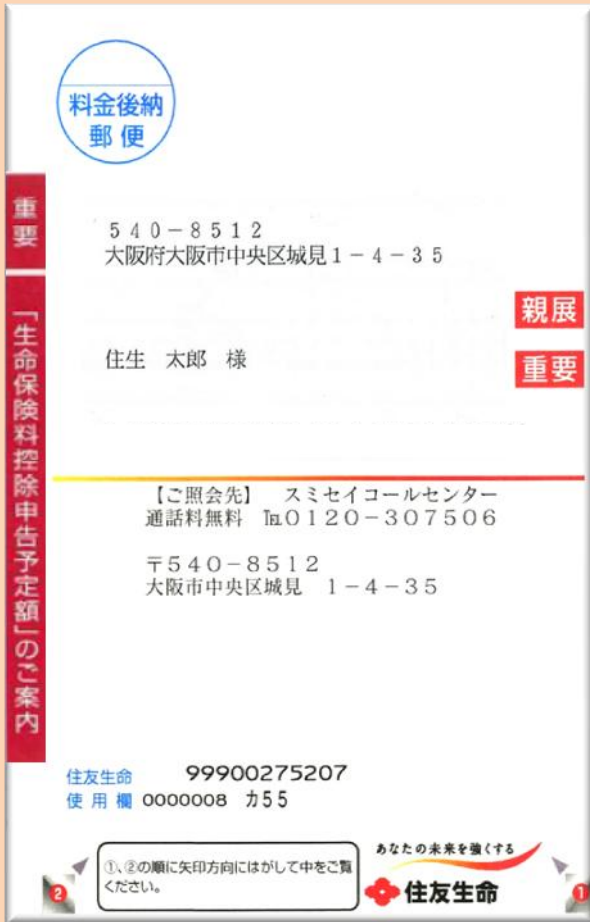 料金後納
郵便
重要
「生命保険料控除申告予定額」のご案内
540-8512
大阪府大阪市中央区城見1-4-35
親展
住生 太郎 様
重要
【ご照会先】 スミセイコールセンター
通話料無料 ℡0120-307506
〒540-8512
大阪市中央区城見 1-4-35
住友生命 99900275207
使用欄 0000008 カ55
①、②の順に矢印方向にはがして中をご覧
ください。
あなたの未来を強くする
住友生命
2
1